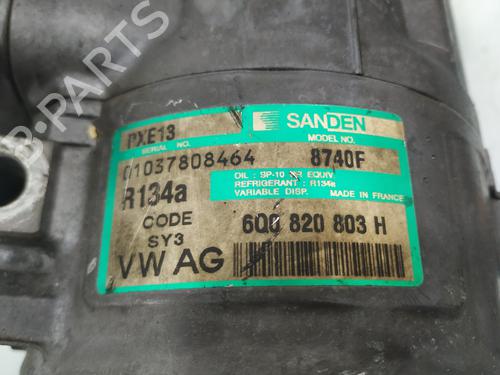 B-PARTS
PXE13
SANDEN
SERIAL NO.
MODEL NO.
01037808464
8740F
R134a
OIL : SP-10 OR EQUIV.
REFRIGERANT : R134a
VARIABLE DISP. MADE IN FRANCE
CODE
SY3
6Q0 820 803 H
VW AG